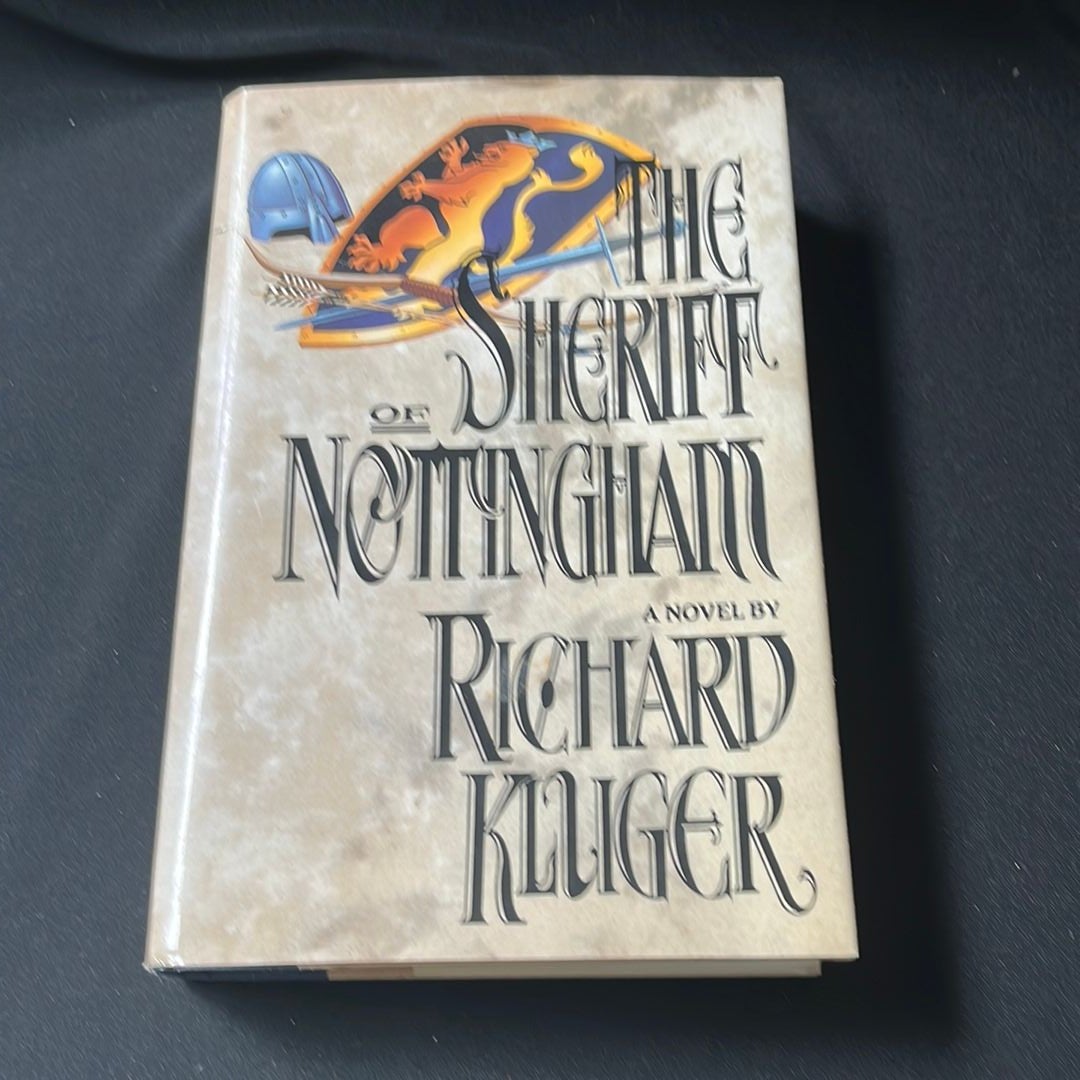 THE
SHERIFF
OF
NOTTINGHAM
A NOVEL BY
RICHARD
KLUGER